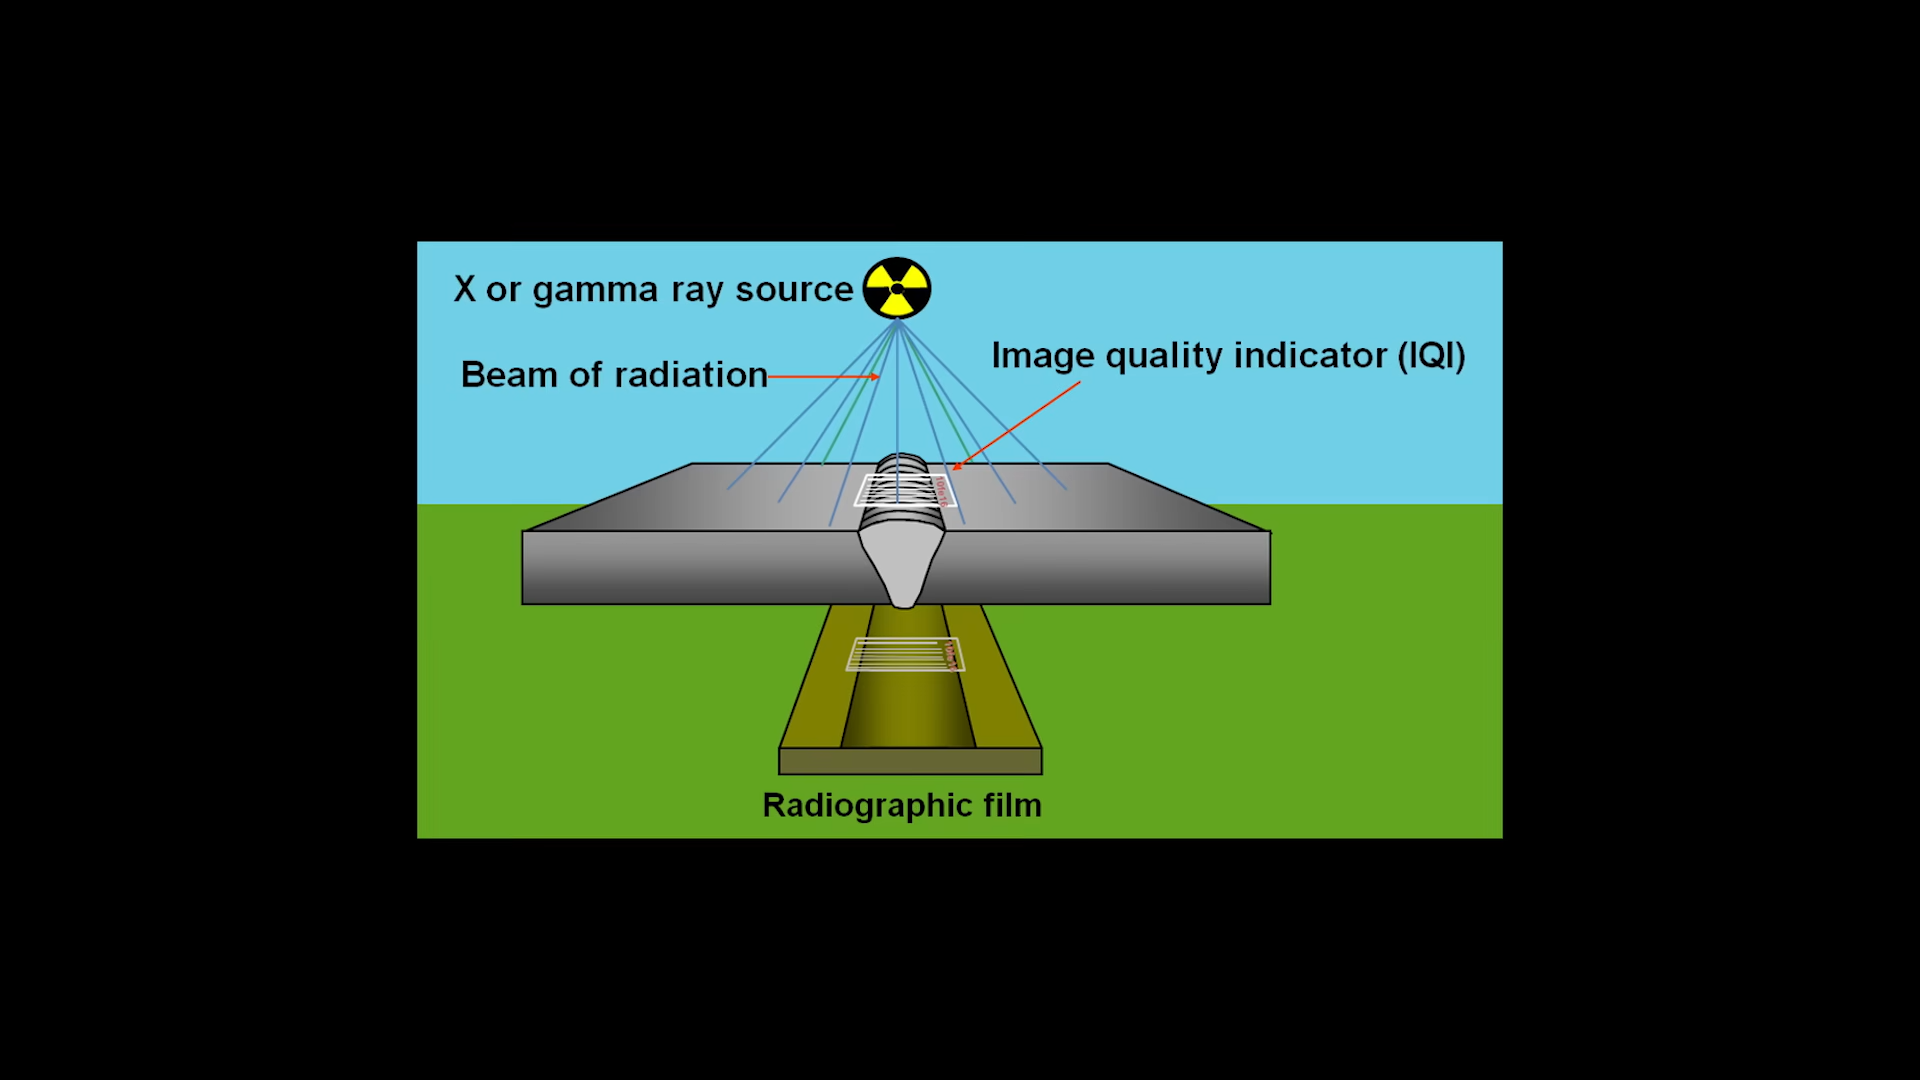 X or gamma ray source
Beam of radiation
Image quality indicator (IQI)
Radiographic film